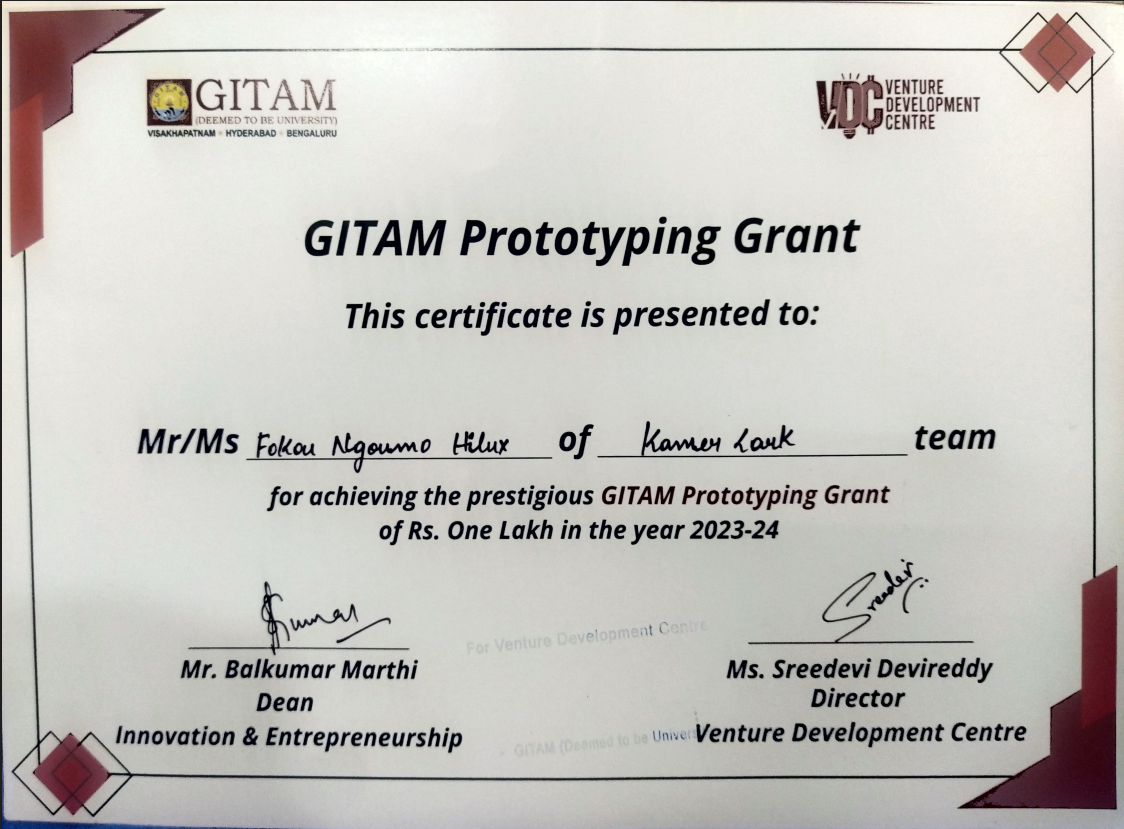 GITAM
(DEEMED TO BE UNIVERSITY)
VISAKHAPATNAM HYDERABAD BENGALURU
VDC VENTURE
DEVELOPMENT
CENTRE
GITAM Prototyping Grant
This certificate is presented to:
Mr/Ms Fokou Ngoumo Hilux of Kamer Lark team
for achieving the prestigious GITAM Prototyping Grant
of Rs. One Lakh in the year 2023-24
Kumar
Sreedevi
For Venture Development Centre
Mr. Balkumar Marthi
Dean
Innovation & Entrepreneurship
Ms. Sreedevi Devireddy
Director
Venture Development Centre
GITAM (Deemed to be Univers